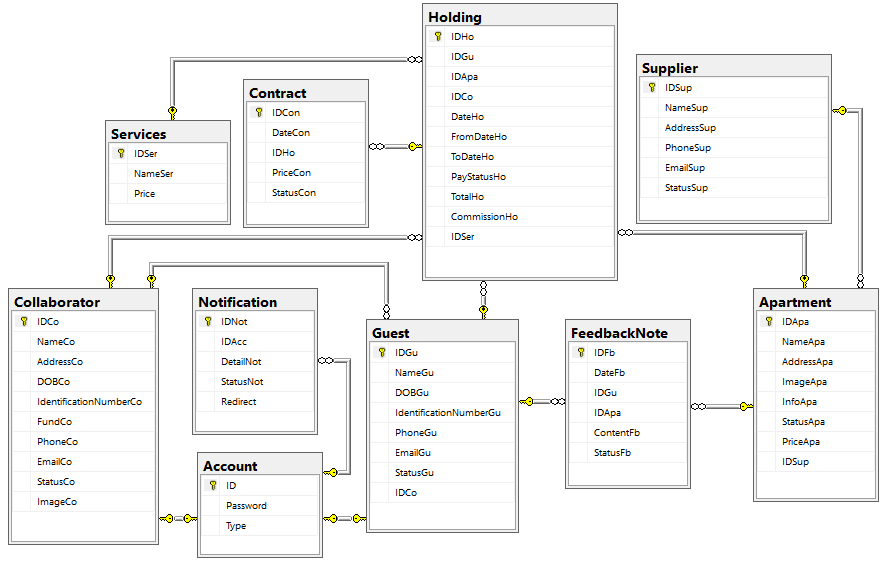 Holding
IDHo
IDGu
IDApa
IDCo
DateHo
FromDateHo
ToDateHo
PayStatusHo
TotalHo
CommissionHo
IDSer
Supplier
IDSup
NameSup
AddressSup
PhoneSup
EmailSup
StatusSup
Contract
IDCon
DateCon
IDHo
PriceCon
StatusCon
Services
IDSer
NameSer
Price
Collaborator
IDCo
NameCo
AddressCo
DOBCo
IdentificationNumberCo
FundCo
PhoneCo
EmailCo
StatusCo
ImageCo
Notification
IDNot
IDAcc
DetailNot
StatusNot
Redirect
Guest
IDGu
NameGu
DOBGu
IdentificationNumberGu
PhoneGu
EmailGu
StatusGu
IDCo
FeedbackNote
IDFb
DateFb
IDGu
IDApa
ContentFb
StatusFb
Apartment
IDApa
NameApa
AddressApa
ImageApa
InfoApa
StatusApa
PriceApa
IDSup
Account
ID
Password
Type